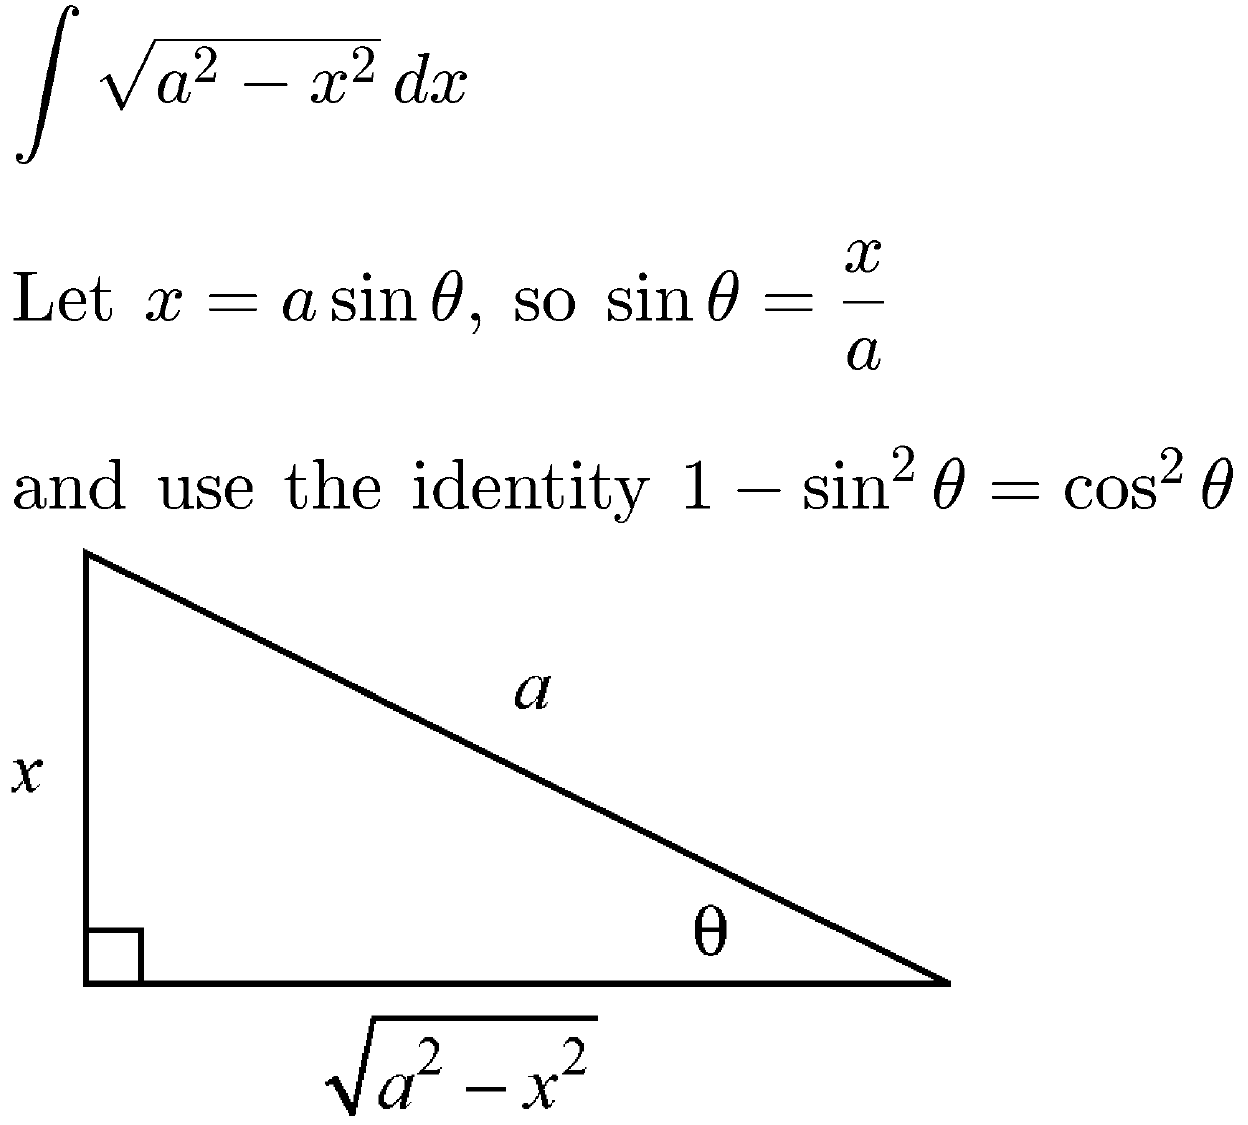 ∫ √(a² − x²) dx
Let x = a sin θ, so sin θ = x/a
and use the identity 1 − sin² θ = cos² θ
a
x
θ
√(a² − x²)